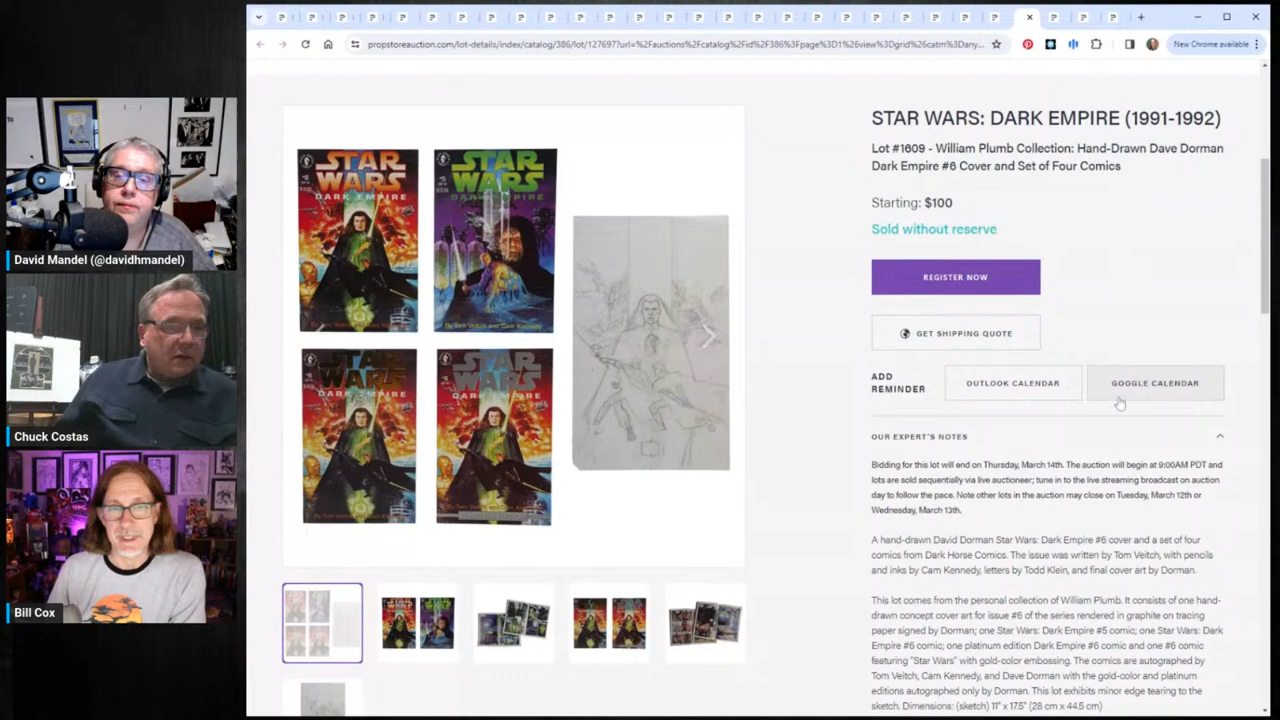 propstoreauction.com/lot-details/index/catalog/386/lot/127697?url=%2Fauctions%2Fcatalog%2Fid%2F386%3Fpage%3D1%26view%3Dgrid%26catm%3Dany...
New Chrome available
STAR WARS: DARK EMPIRE (1991-1992)
Lot #1609 - William Plumb Collection: Hand-Drawn Dave Dorman
Dark Empire #6 Cover and Set of Four Comics
Starting: $100
Sold without reserve
REGISTER NOW
GET SHIPPING QUOTE
ADD
REMINDER
OUTLOOK CALENDAR
GOOGLE CALENDAR
OUR EXPERT'S NOTES
Bidding for this lot will end on Thursday, March 14th. The auction will begin at 9:00AM PDT and
lots are sold sequentially via live auctioneer; tune in to the live streaming broadcast on auction
day to follow the pace. Note other lots in the auction may close on Tuesday, March 12th or
Wednesday, March 13th.
A hand-drawn David Dorman Star Wars: Dark Empire #6 cover and a set of four
comics from Dark Horse Comics. The issue was written by Tom Veitch, with pencils
and inks by Cam Kennedy, letters by Todd Klein, and final cover art by Dorman.
This lot comes from the personal collection of William Plumb. It consists of one hand-
drawn concept cover art for issue #6 of the series rendered in graphite on tracing
paper signed by Dorman; one Star Wars: Dark Empire #5 comic; one Star Wars: Dark
Empire #6 comic; one platinum edition Dark Empire #6 comic and one #6 comic
featuring "Star Wars" with gold-color embossing. The comics are autographed by
Tom Veitch, Cam Kennedy, and Dave Dorman with the gold-color and platinum
editions autographed only by Dorman. This lot exhibits minor edge tearing to the
sketch. Dimensions: (sketch) 11" x 17.5" (28 cm x 44.5 cm)
STAR WARS
DARK EMPIRE
STAR WARS
DARK EMPIRE
By Tom Veitch and Cam Kennedy
STAR WARS
DARK EMPIRE
STAR WARS
DARK EMPIRE
David Mandel (@davidhmandel)
Chuck Costas
Bill Cox